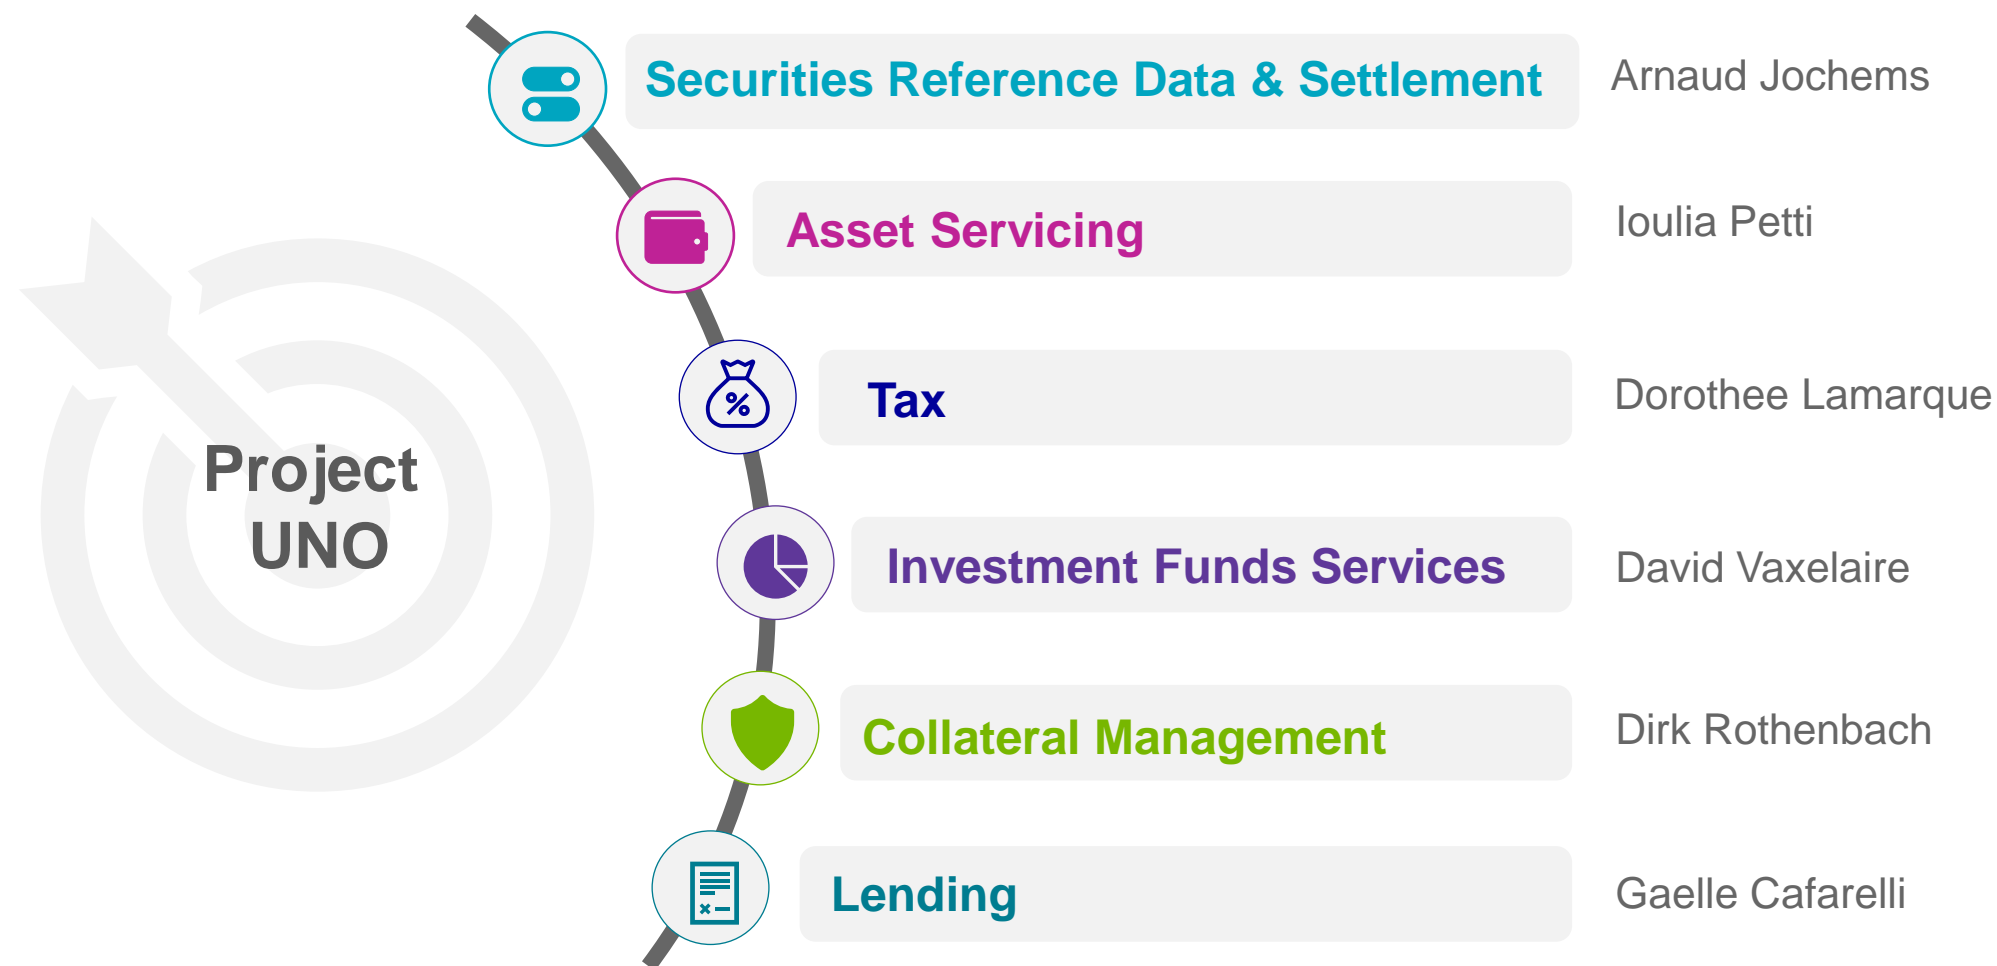 Securities Reference Data & Settlement
Arnaud Jochems
Asset Servicing
Ioulia Petti
Tax
Dorothee Lamarque
Project
UNO
Investment Funds Services
David Vaxelaire
Collateral Management
Dirk Rothenbach
Lending
Gaelle Cafarelli